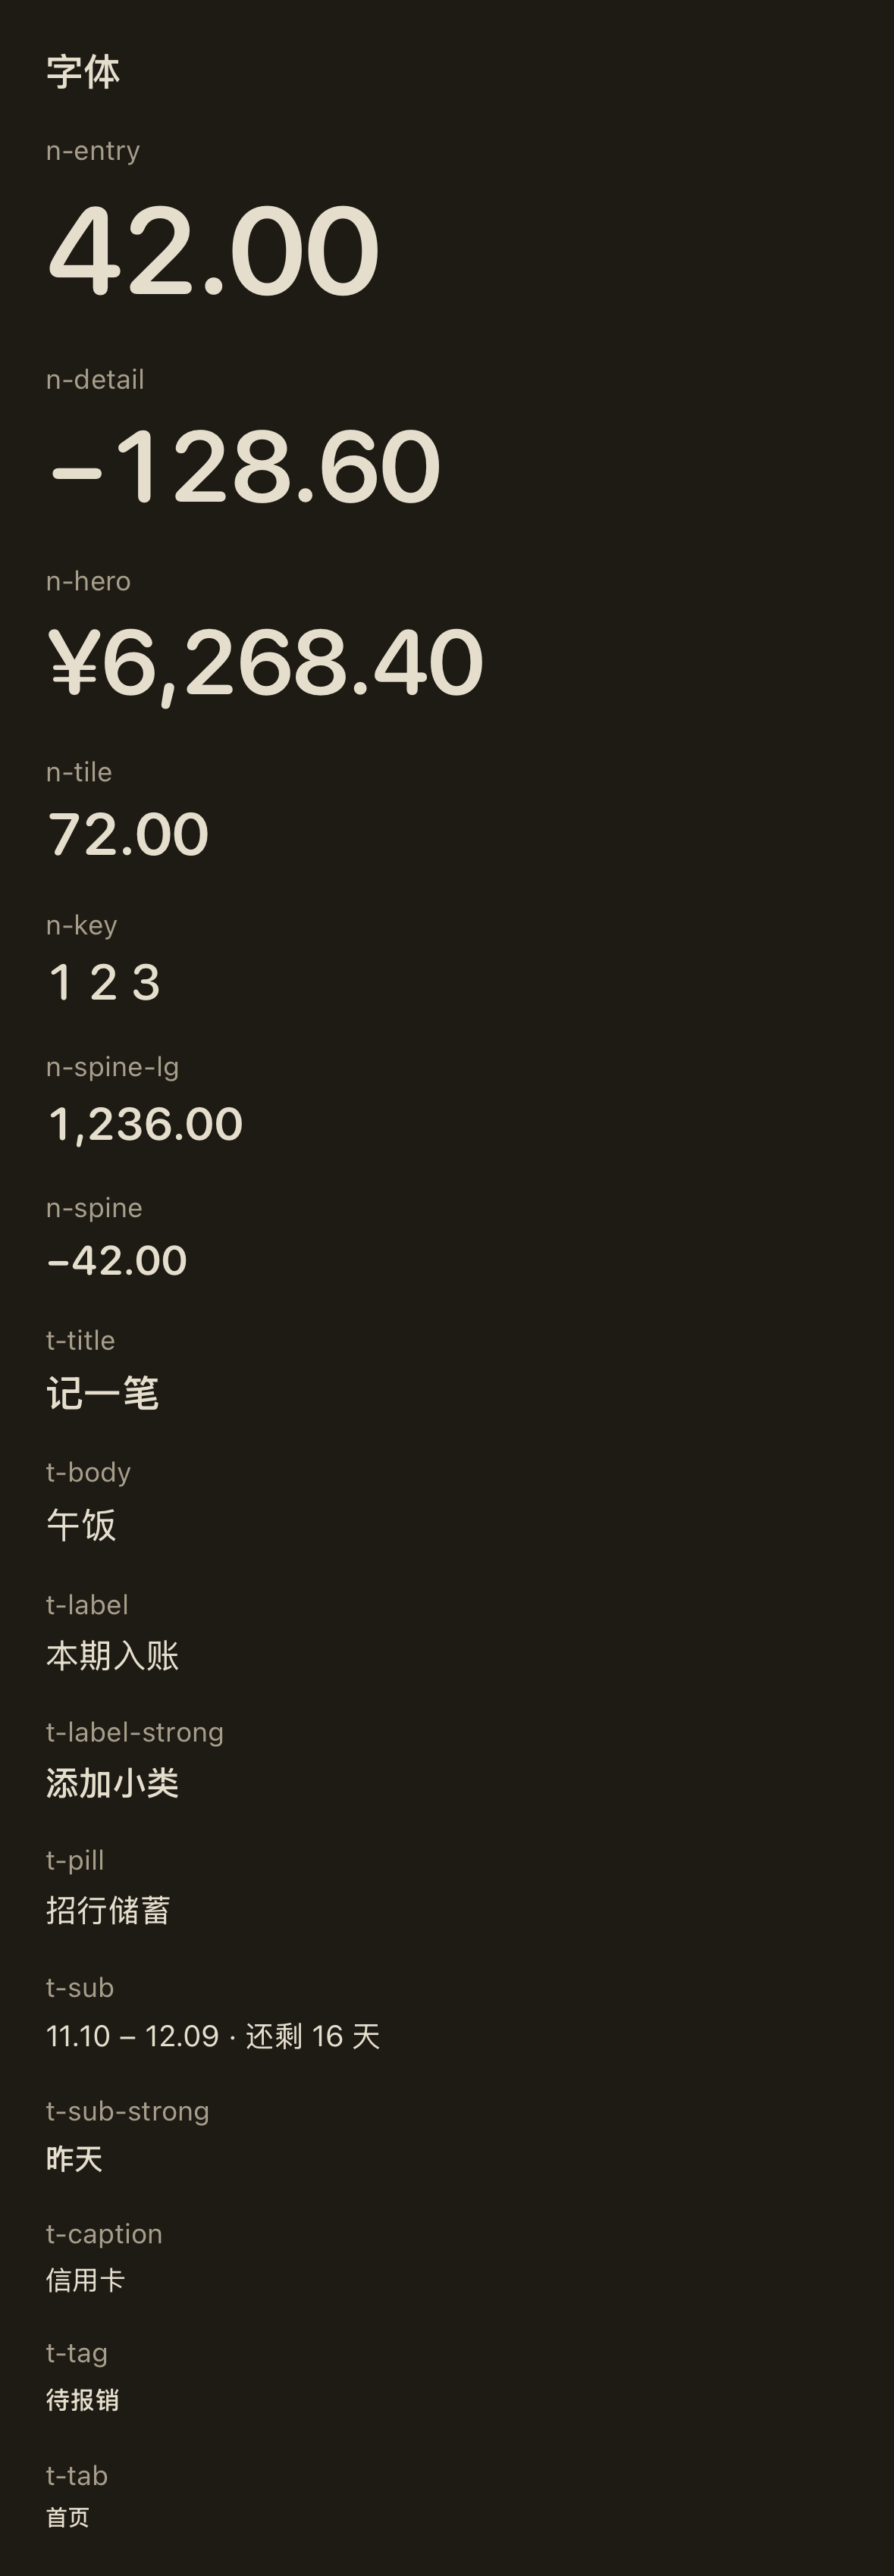 字体
n-entry
42.00
n-detail
−128.60
n-hero
¥6,268.40
n-tile
72.00
n-key
1 2 3
n-spine-lg
1,236.00
n-spine
−42.00
t-title
记一笔
t-body
午饭
t-label
本期入账
t-label-strong
添加小类
t-pill
招行储蓄
t-sub
11.10 – 12.09 · 还剩 16 天
t-sub-strong
昨天
t-caption
信用卡
t-tag
待报销
t-tab
首页